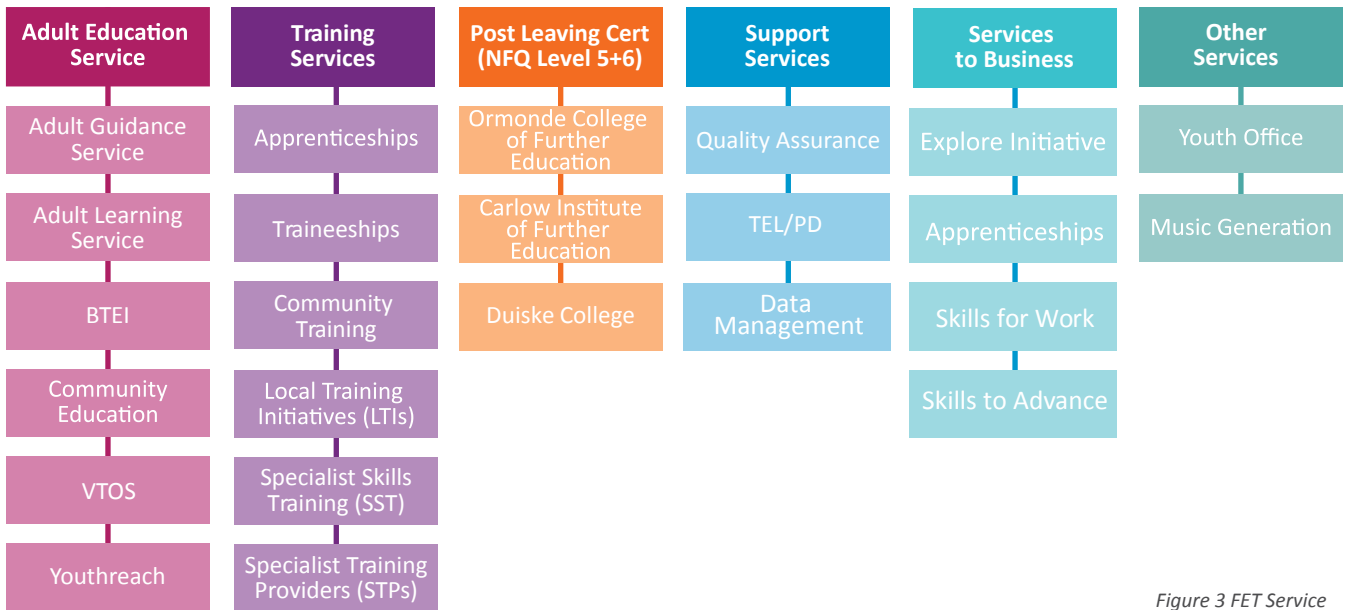 Adult Education
Service
Adult Guidance
Service
Adult Learning
Service
BTEI
Community
Education
VTOS
Youthreach
Training
Services
Apprenticeships
Traineeships
Community
Training
Local Training
Initiatives (LTIs)
Specialist Skills
Training (SST)
Specialist Training
Providers (STPs)
Post Leaving Cert
(NFQ Level 5+6)
Ormonde College
of Further
Education
Carlow Institute
of Further
Education
Duiske College
Support
Services
Quality Assurance
TEL/PD
Data
Management
Services
to Business
Explore Initiative
Apprenticeships
Skills for Work
Skills to Advance
Other
Services
Youth Office
Music Generation
Figure 3 FET Service